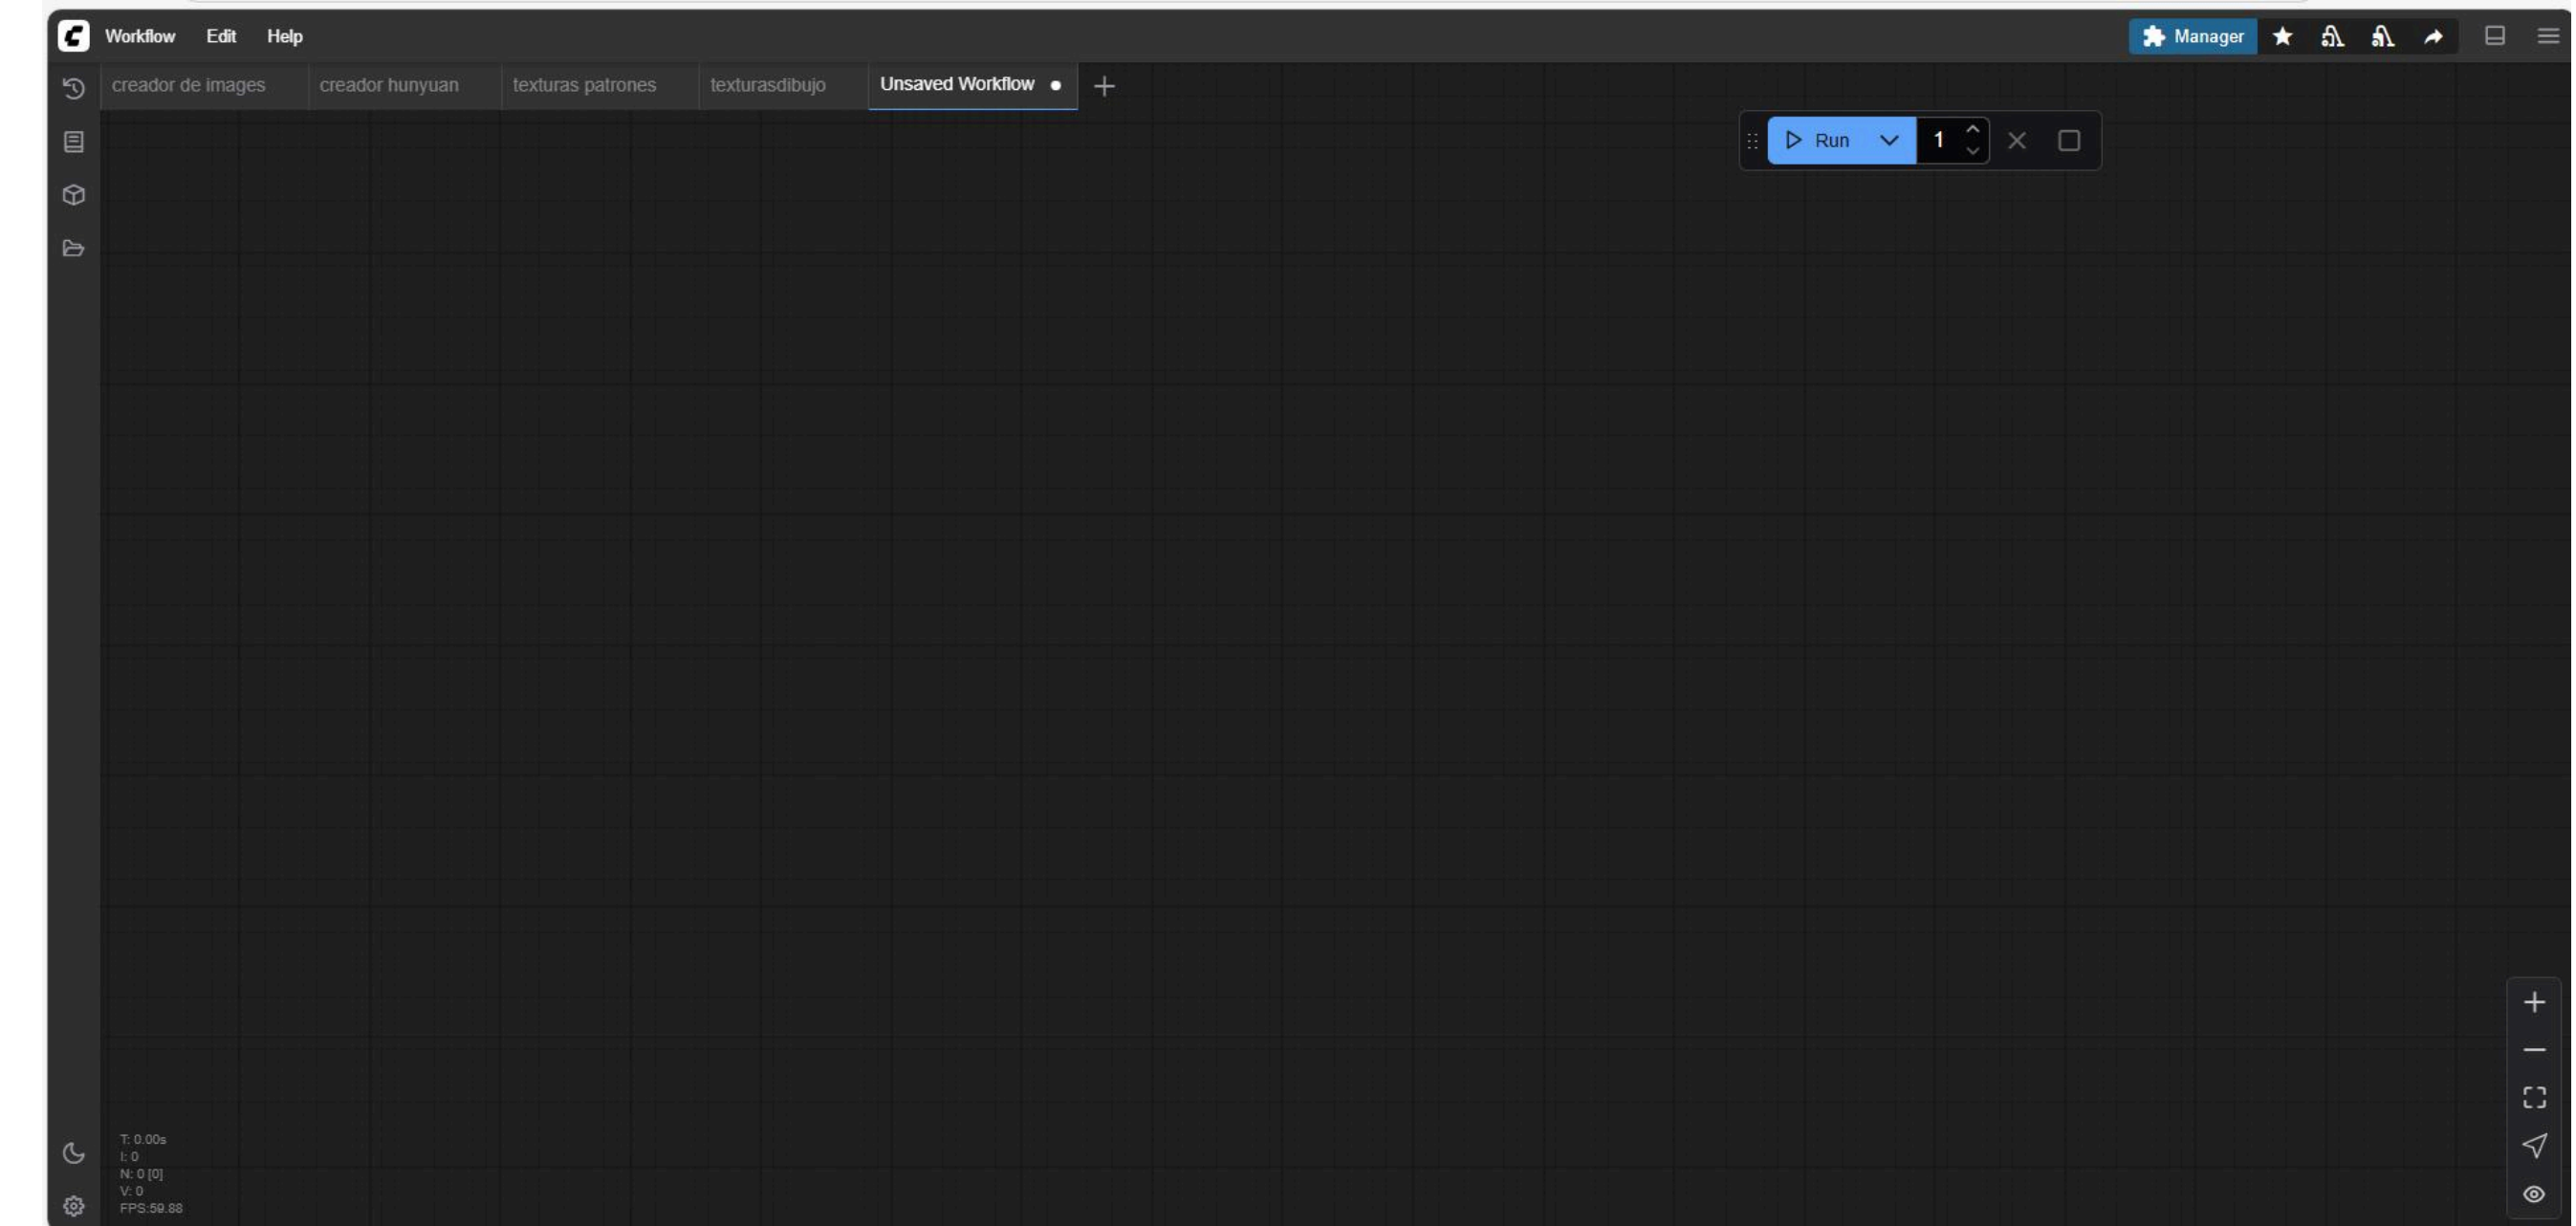 Workflow Edit Help
Manager
creador de images creador hunyuan texturas patrones texturasdibujo Unsaved Workflow
Run 1
T: 0.00s
I: 0
N: 0 [0]
V: 0
FPS:59.88